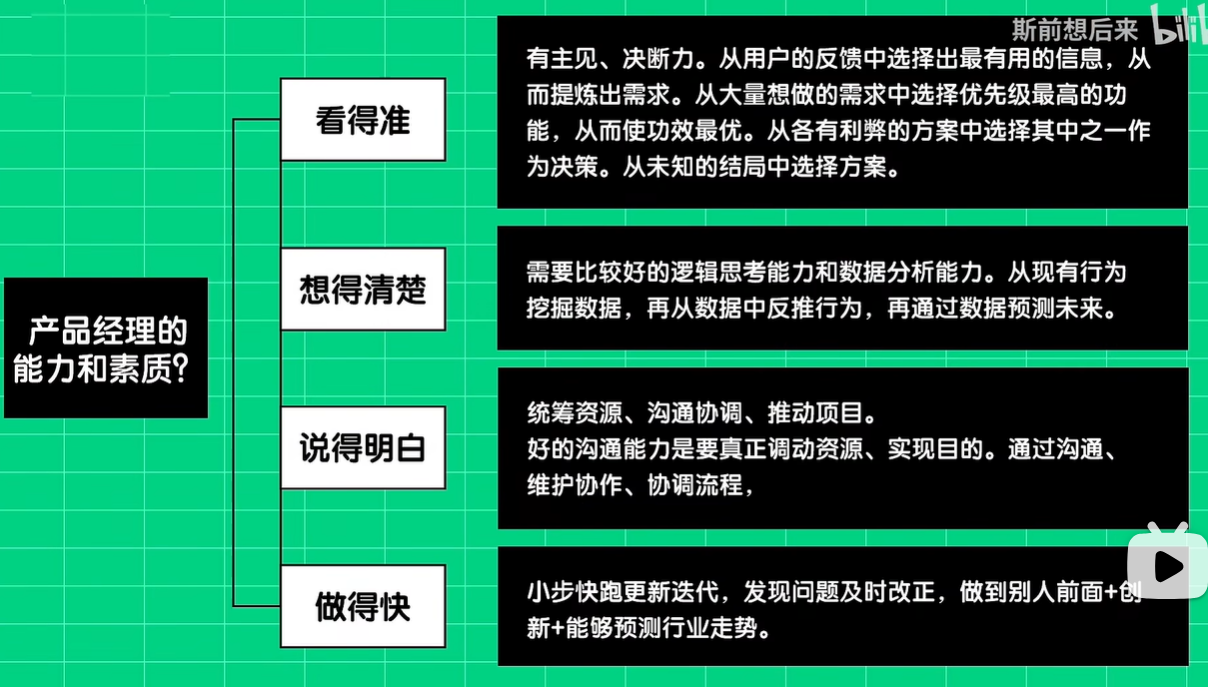 斯前想后来 bili
产品经理的
能力和素质？
看得准
有主见、决断力。从用户的反馈中选择出最有用的信息，从
而提炼出需求。从大量想做的需求中选择优先级最高的功
能，从而使功效最优。从各有利弊的方案中选择其中之一作
为决策。从未知的结局中选择方案。
想得清楚
需要比较好的逻辑思考能力和数据分析能力。从现有行为
挖掘数据，再从数据中反推行为，再通过数据预测未来。
说得明白
统筹资源、沟通协调、推动项目。
好的沟通能力是要真正调动资源、实现目的。通过沟通、
维护协作、协调流程，
做得快
小步快跑更新迭代，发现问题及时改正，做到别人前面+创
新+能够预测行业走势。